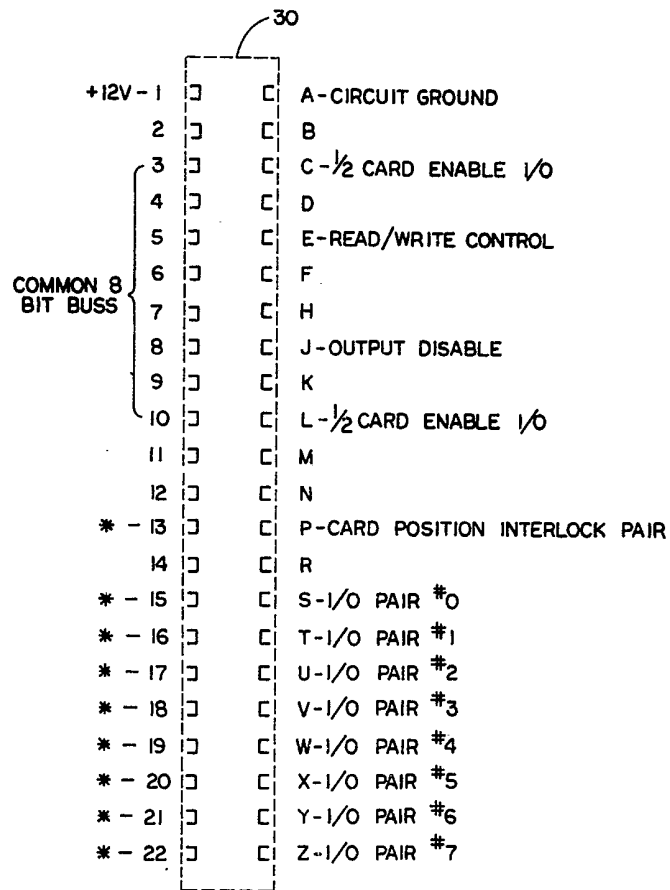 30
+12V - 1 A-CIRCUIT GROUND
2 B
3 C-1/2 CARD ENABLE I/O
4 D
5 E-READ/WRITE CONTROL
6 F
COMMON 8
BIT BUSS
7 H
8 J-OUTPUT DISABLE
9 K
10 L-1/2 CARD ENABLE I/O
11 M
12 N
* - 13 P-CARD POSITION INTERLOCK PAIR
14 R
* - 15 S-I/O PAIR #0
* - 16 T-I/O PAIR #1
* - 17 U-I/O PAIR #2
* - 18 V-I/O PAIR #3
* - 19 W-I/O PAIR #4
* - 20 X-I/O PAIR #5
* - 21 Y-I/O PAIR #6
* - 22 Z-I/O PAIR #7